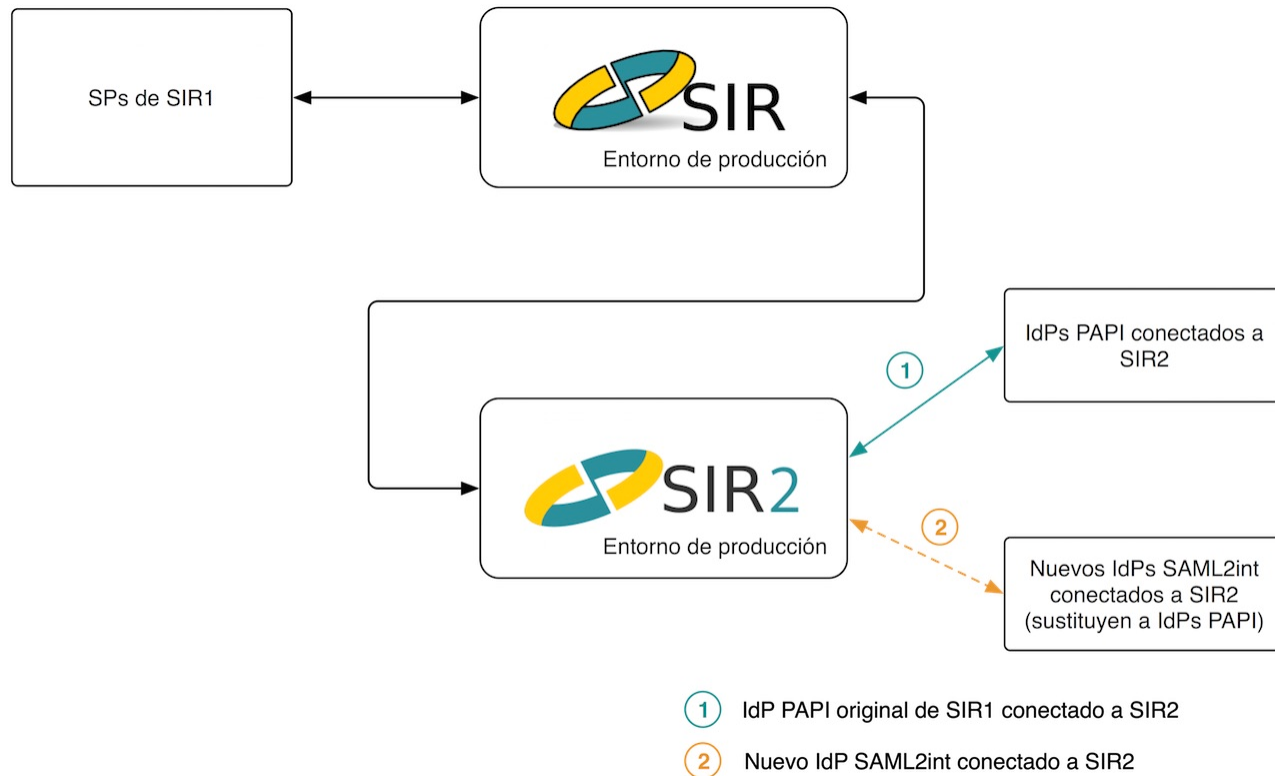 SPs de SIR1
SIR
Entorno de producción
IdPs PAPI conectados a
SIR2
1
SIR2
Entorno de producción
2
Nuevos IdPs SAML2int
conectados a SIR2
(sustituyen a IdPs PAPI)
1 IdP PAPI original de SIR1 conectado a SIR2
2 Nuevo IdP SAML2int conectado a SIR2